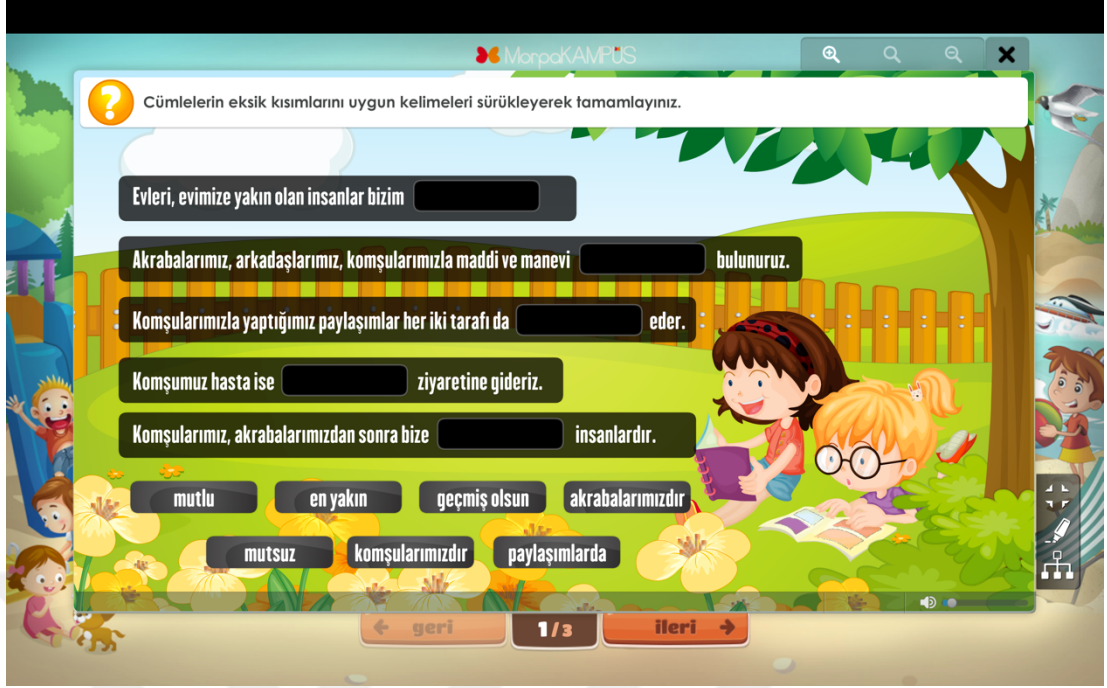 MorpaKAMPÜS
Cümlelerin eksik kısımlarını uygun kelimeleri sürükleyerek tamamlayınız.
Evleri, evimize yakın olan insanlar bizim
Akrabalarımız, arkadaşlarımız, komşularımızla maddi ve manevi bulunuruz.
Komşularımızla yaptığımız paylaşımlar her iki tarafı da eder.
Komşumuz hasta ise ziyaretine gideriz.
Komşularımız, akrabalarımızdan sonra bize insanlardır.
mutlu en yakın geçmiş olsun akrabalarımızdır
mutsuz komşularımızdır paylaşımlarda
geri 1/3 ileri